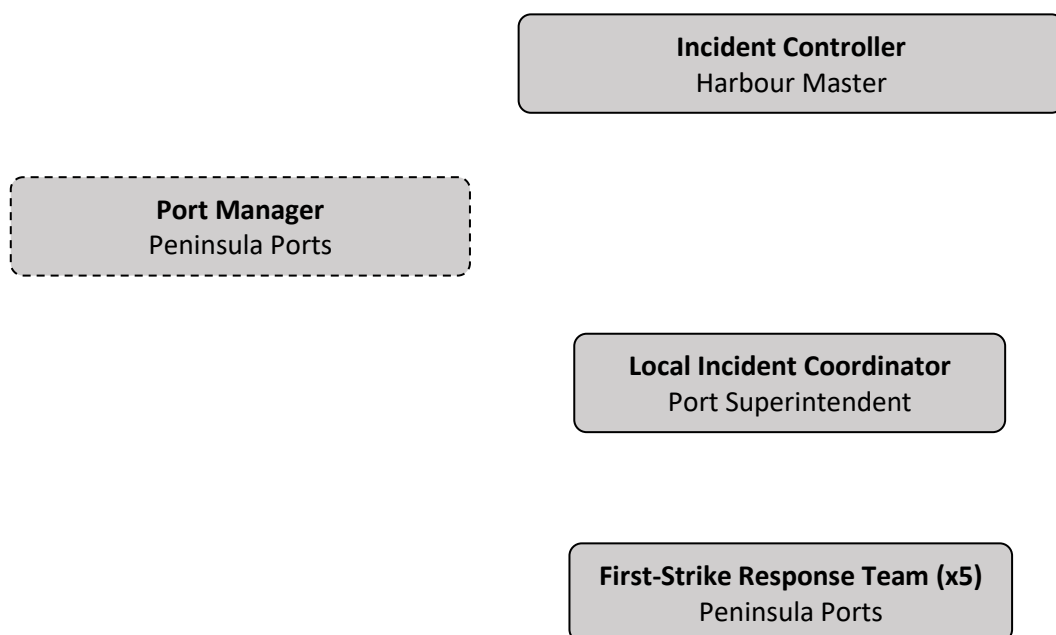 Incident Controller
Harbour Master
Port Manager
Peninsula Ports
Local Incident Coordinator
Port Superintendent
First-Strike Response Team (x5)
Peninsula Ports